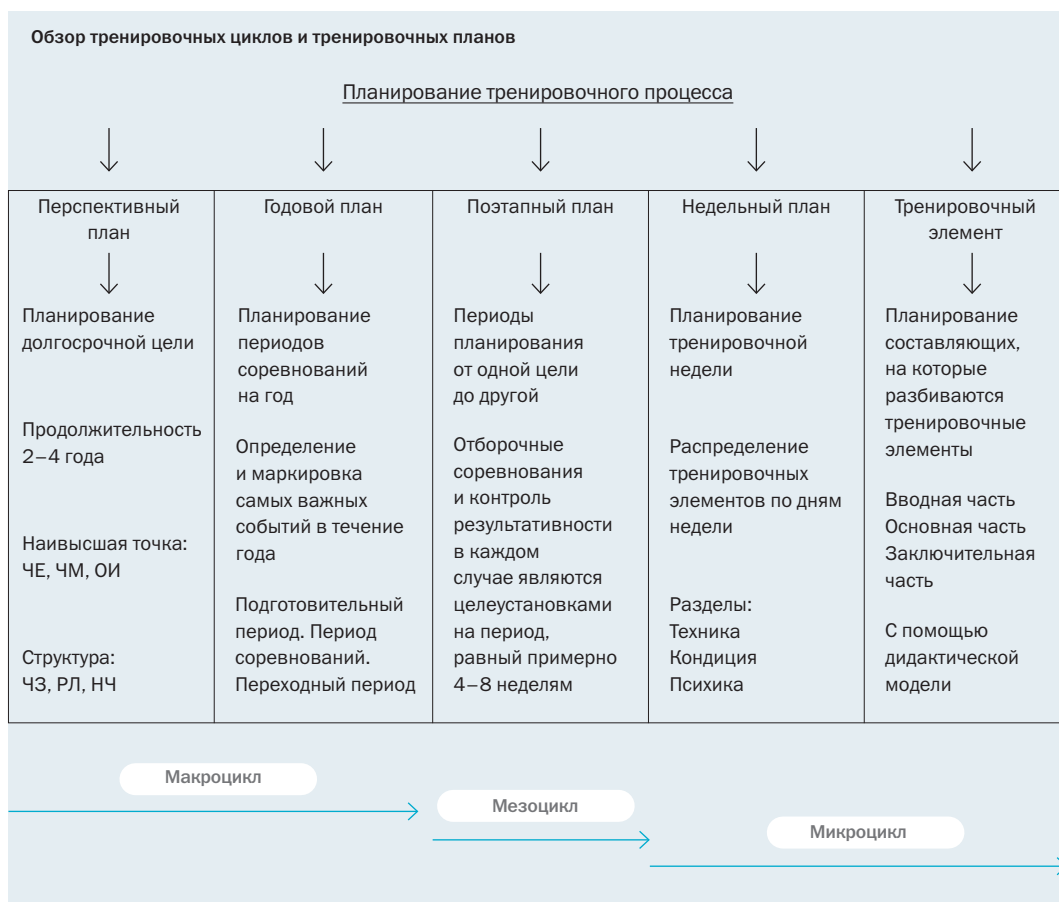 Обзор тренировочных циклов и тренировочных планов
Планирование тренировочного процесса
Перспективный
план
Планирование
долгосрочной цели
Продолжительность
2–4 года
Наивысшая точка:
ЧЕ, ЧМ, ОИ
Структура:
ЧЗ, РЛ, НЧ
Годовой план
Планирование
периодов
соревнований
на год
Определение
и маркировка
самых важных
событий в течение
года
Подготовительный
период. Период
соревнований.
Переходный период
Поэтапный план
Периоды
планирования
от одной цели
до другой
Отборочные
соревнования
и контроль
результативности
в каждом
случае являются
целеустановками
на период,
равный примерно
4–8 неделям
Недельный план
Планирование
тренировочной
недели
Распределение
тренировочных
элементов по дням
недели
Разделы:
Техника
Кондиция
Психика
Тренировочный
элемент
Планирование
составляющих,
на которые
разбиваются
тренировочные
элементы
Вводная часть
Основная часть
Заключительная
часть
С помощью
дидактической
модели
Макроцикл
Мезоцикл
Микроцикл